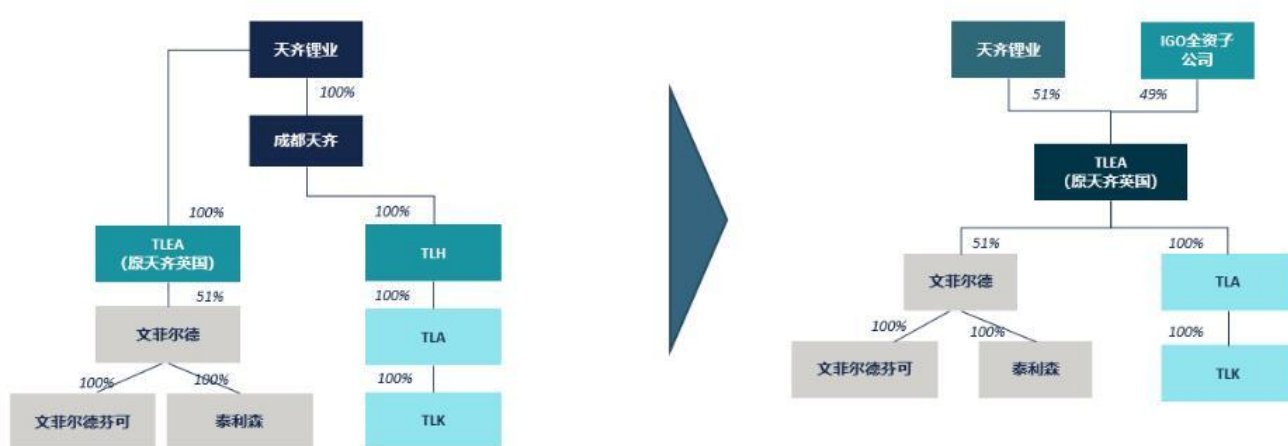 天齐锂业
100%
成都天齐
100%
100%
TLEA
(原天齐英国)
TLH
51%
100%
文菲尔德
TLA
100%
100%
100%
文菲尔德芬可
泰利森
TLK
天齐锂业
IGO全资子
公司
51%
49%
TLEA
(原天齐英国)
51%
100%
文菲尔德
TLA
100%
100%
100%
文菲尔德芬可
泰利森
TLK